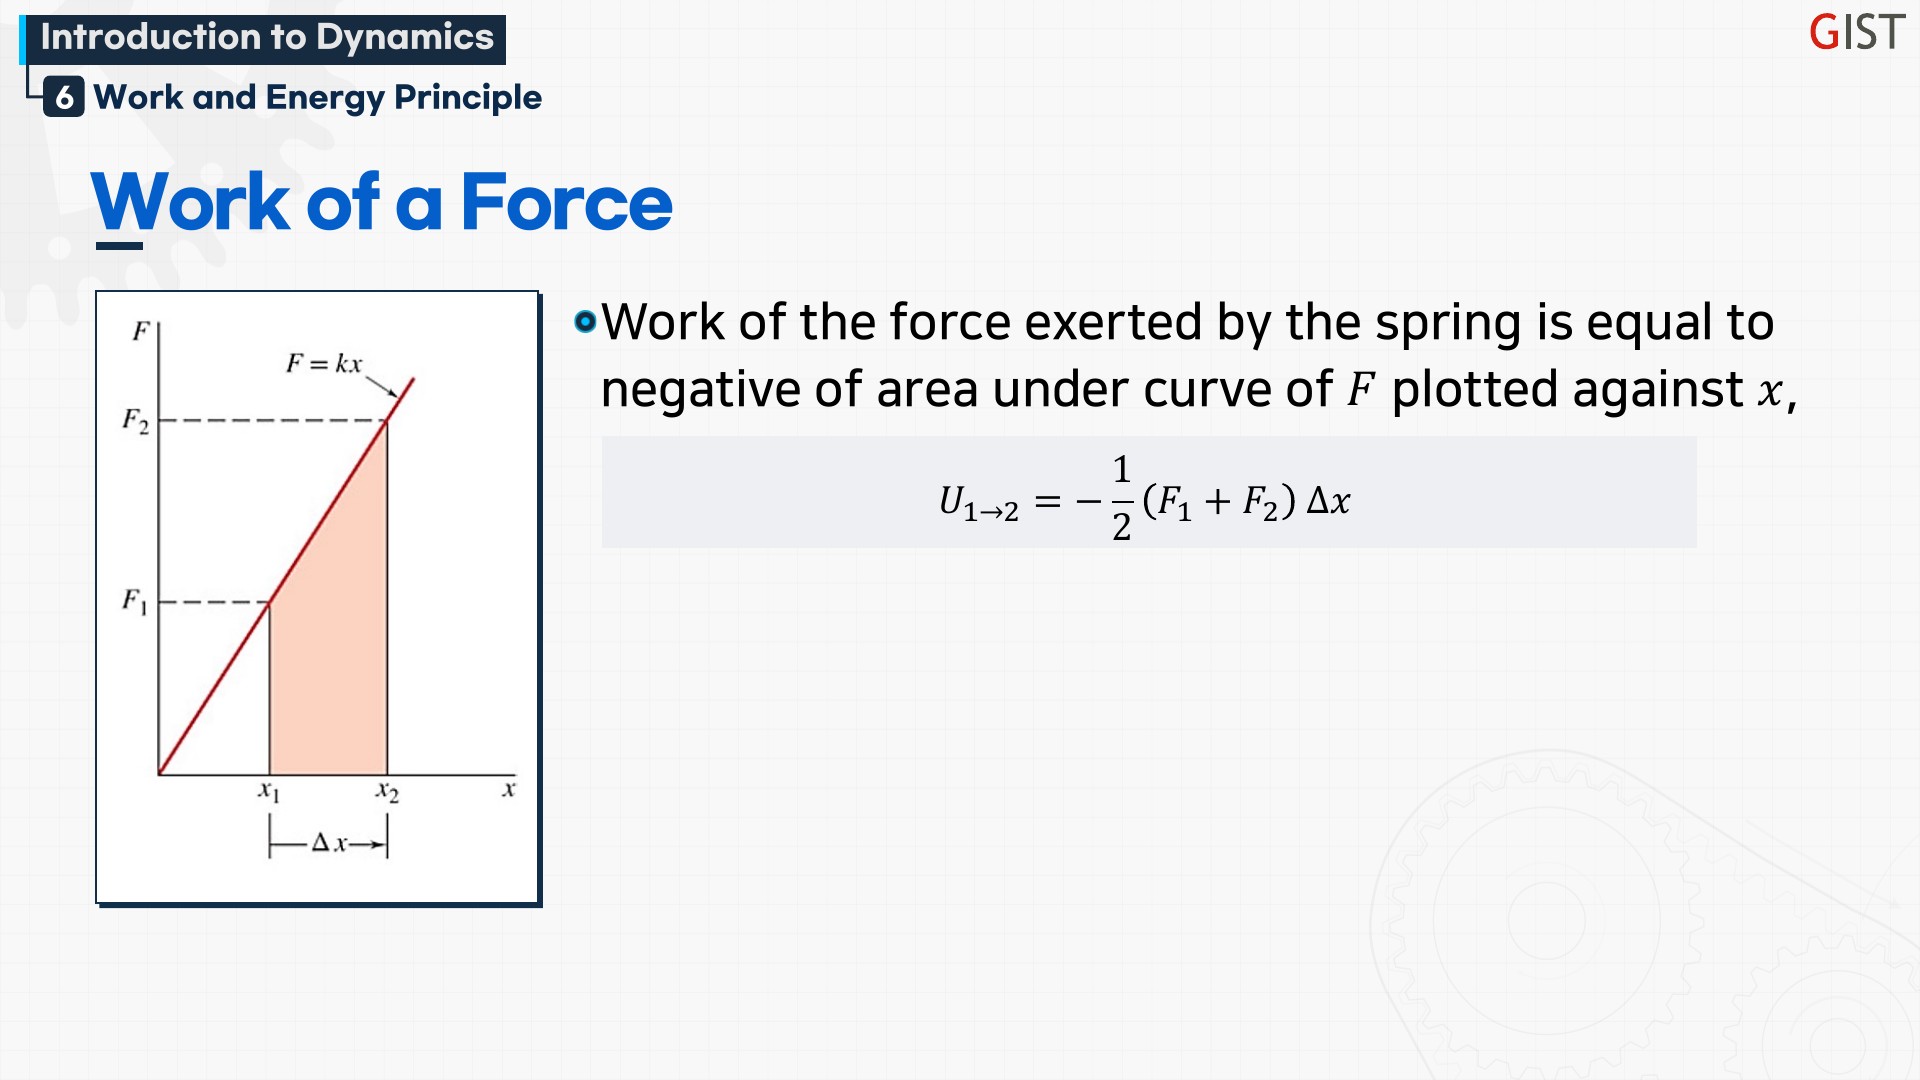 Introduction to Dynamics
GIST
6 Work and Energy Principle
Work of a Force
F
F = kx
F₂
F₁
x₁ x₂ x
Δx
Work of the force exerted by the spring is equal to
negative of area under curve of F plotted against x,
U₁→₂ = − 1/2 (F₁ + F₂) Δx